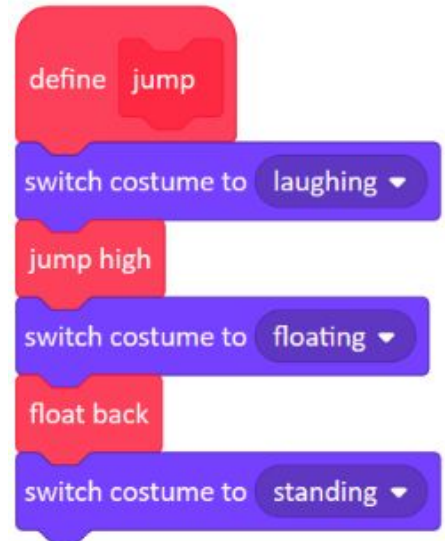 define jump
switch costume to laughing
jump high
switch costume to floating
float back
switch costume to standing